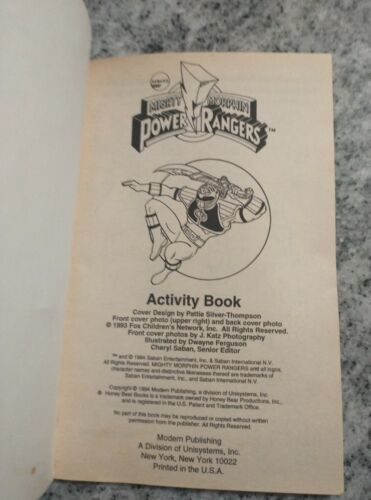 SABAN'S
MIGHTY MORPHIN
POWER RANGERS™
Activity Book
Cover Design by Pattie Silver-Thompson
Front cover photo (upper right) and back cover photo
© 1993 Fox Children's Network, Inc. All Rights Reserved.
Front cover photos by J. Katz Photography
Illustrated by Dwayne Ferguson
Cheryl Saban, Senior Editor
™ and © 1994 Saban Entertainment, Inc. & Saban International N.V.
All Rights Reserved. MIGHTY MORPHIN POWER RANGERS and all logos,
character names and distinctive likenesses thereof are trademarks of
Saban Entertainment, Inc., and Saban International N.V.
Copyright © 1994 Modern Publishing, a division of Unisystems, Inc.
® Honey Bear Books is a trademark owned by Honey Bear Productions, Inc.,
and is registered in the U.S. Patent and Trademark Office.
No part of this book may be reproduced or copied without written
permission from the publisher. All Rights Reserved.
Modern Publishing
A Division of Unisystems, Inc.
New York, New York 10022
Printed in the U.S.A.